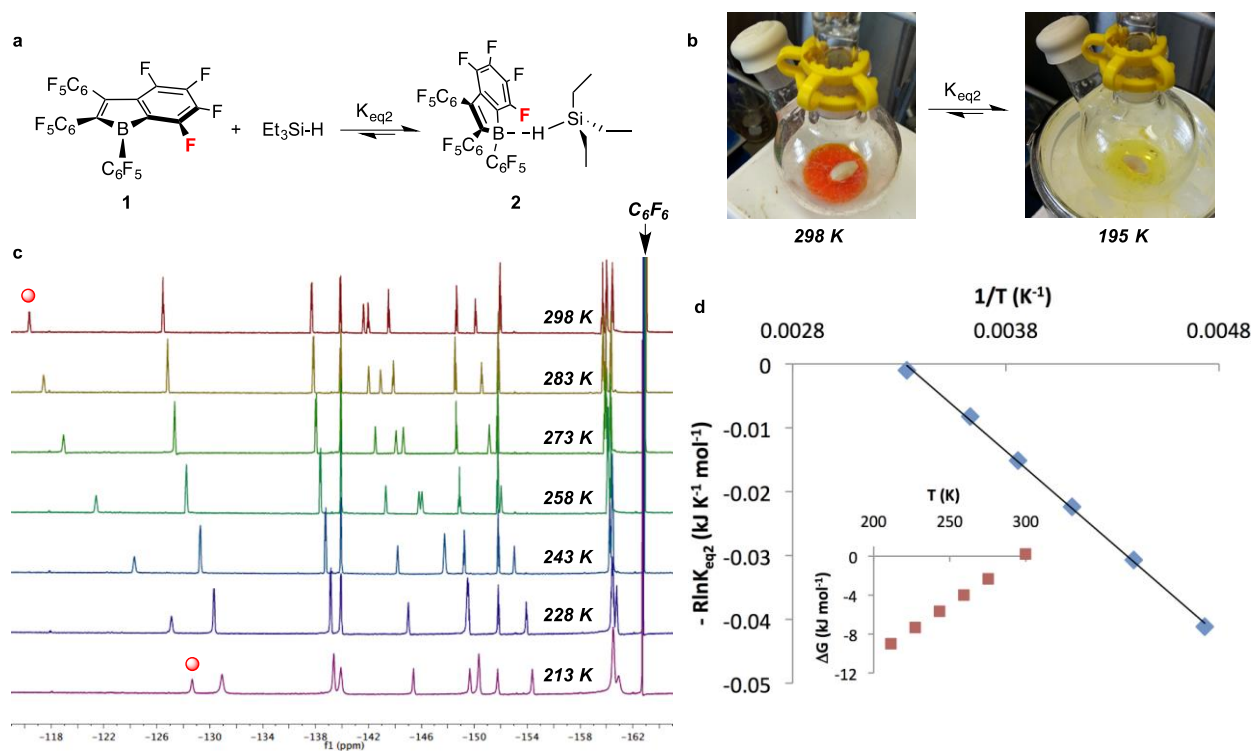 a
F₅C₆
F
F
F₅C₆
B
F
F
C₆F₅
1
+
Et₃Si-H
Kₑq₂
F
F
F
F₅C₆
F
F₅C₆
B
H
Si
C₆F₅
2
b
Kₑq₂
298 K
195 K
c
C₆F₆
298 K
283 K
273 K
258 K
243 K
228 K
213 K
−118 −122 −126 −130 −134 −138 −142 −146 −150 −154 −158 −162
f1 (ppm)
d
1/T (K⁻¹)
0.0028 0.0038 0.0048
0
-0.01
-0.02
-0.03
-0.04
-0.05
- RlnKₑq₂ (kJ K⁻¹ mol⁻¹)
T (K)
200 250 300
0
-4
-8
-12
ΔG (kJ mol⁻¹)